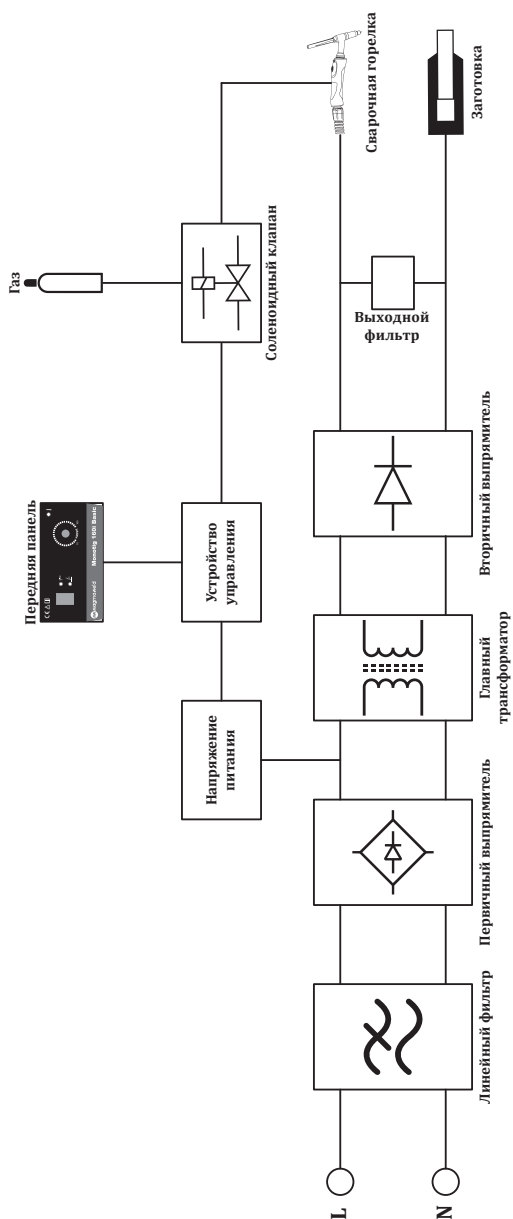 Газ
Передняя панель
magmaweld
Monotig 160i Basic
Соленоидный клапан
Сварочная горелка
Устройство
управления
Напряжение
питания
Выходной
фильтр
Заготовка
L
N
Линейный фильтр
Первичный выпрямитель
Главный
трансформатор
Вторичный выпрямитель